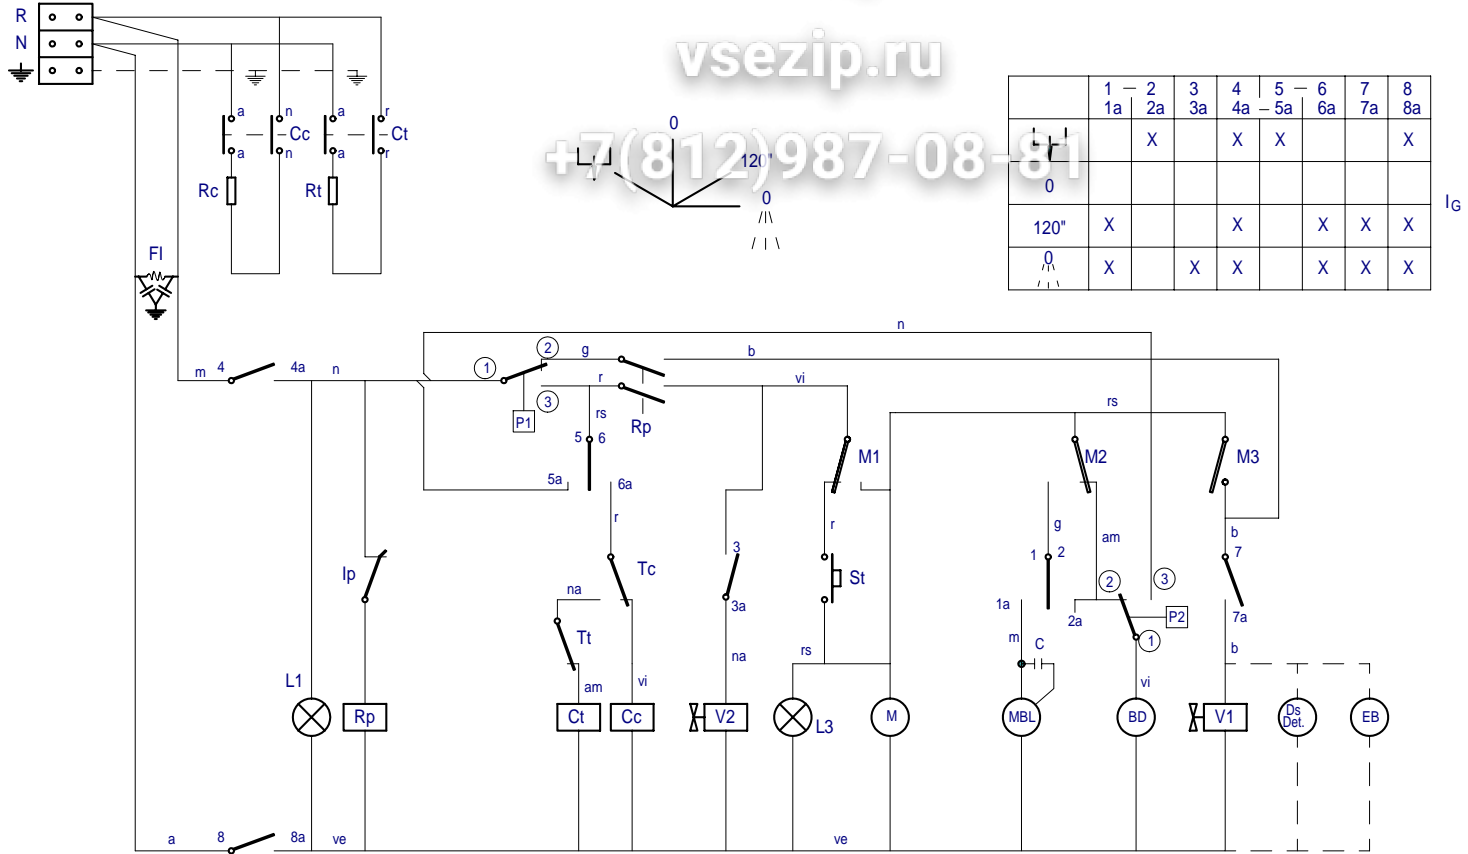 R
N
vsezip.ru
+7(812)987-08-81
1 – 2 3 4 5 – 6 7 8
1a 2a 3a 4a – 5a 6a 7a 8a
X X X X
0
120" X X X X X
0 X X X X X X
I G
0
120"
0
a n a r
Cc Ct
a n a r
Rc Rt
FI
n
m 4 4a n 1 2 g b
r vi
3
P1
rs
Rp
rs
5 6
M1 M2 M3
5a 6a
r r g am b
3 1 2 7
Ip Tc St 2 3
na
1a 2a P2 7a
3a
Tt m C 1 b
na rs
am vi vi
L1
Rp Ct Cc V2 L3 M MBL BD V1 Ds Det. EB
a 8 8a ve ve